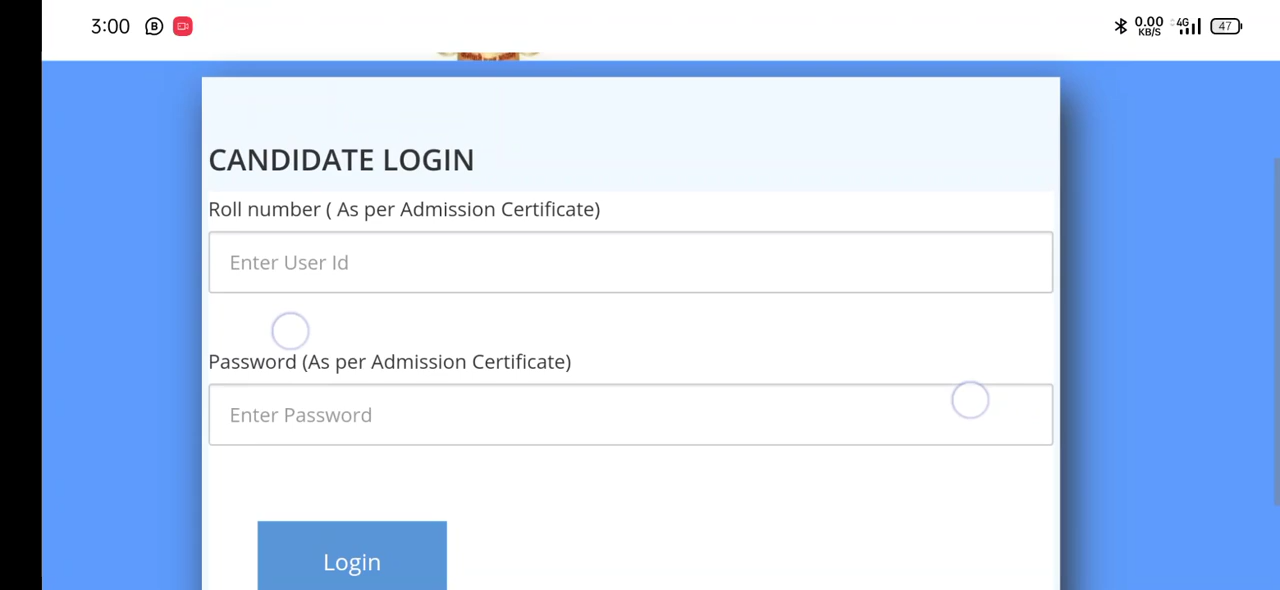 3:00 B 0.00 KB/S 4G 47
CANDIDATE LOGIN
Roll number ( As per Admission Certificate)
Enter User Id
Password (As per Admission Certificate)
Enter Password
Login